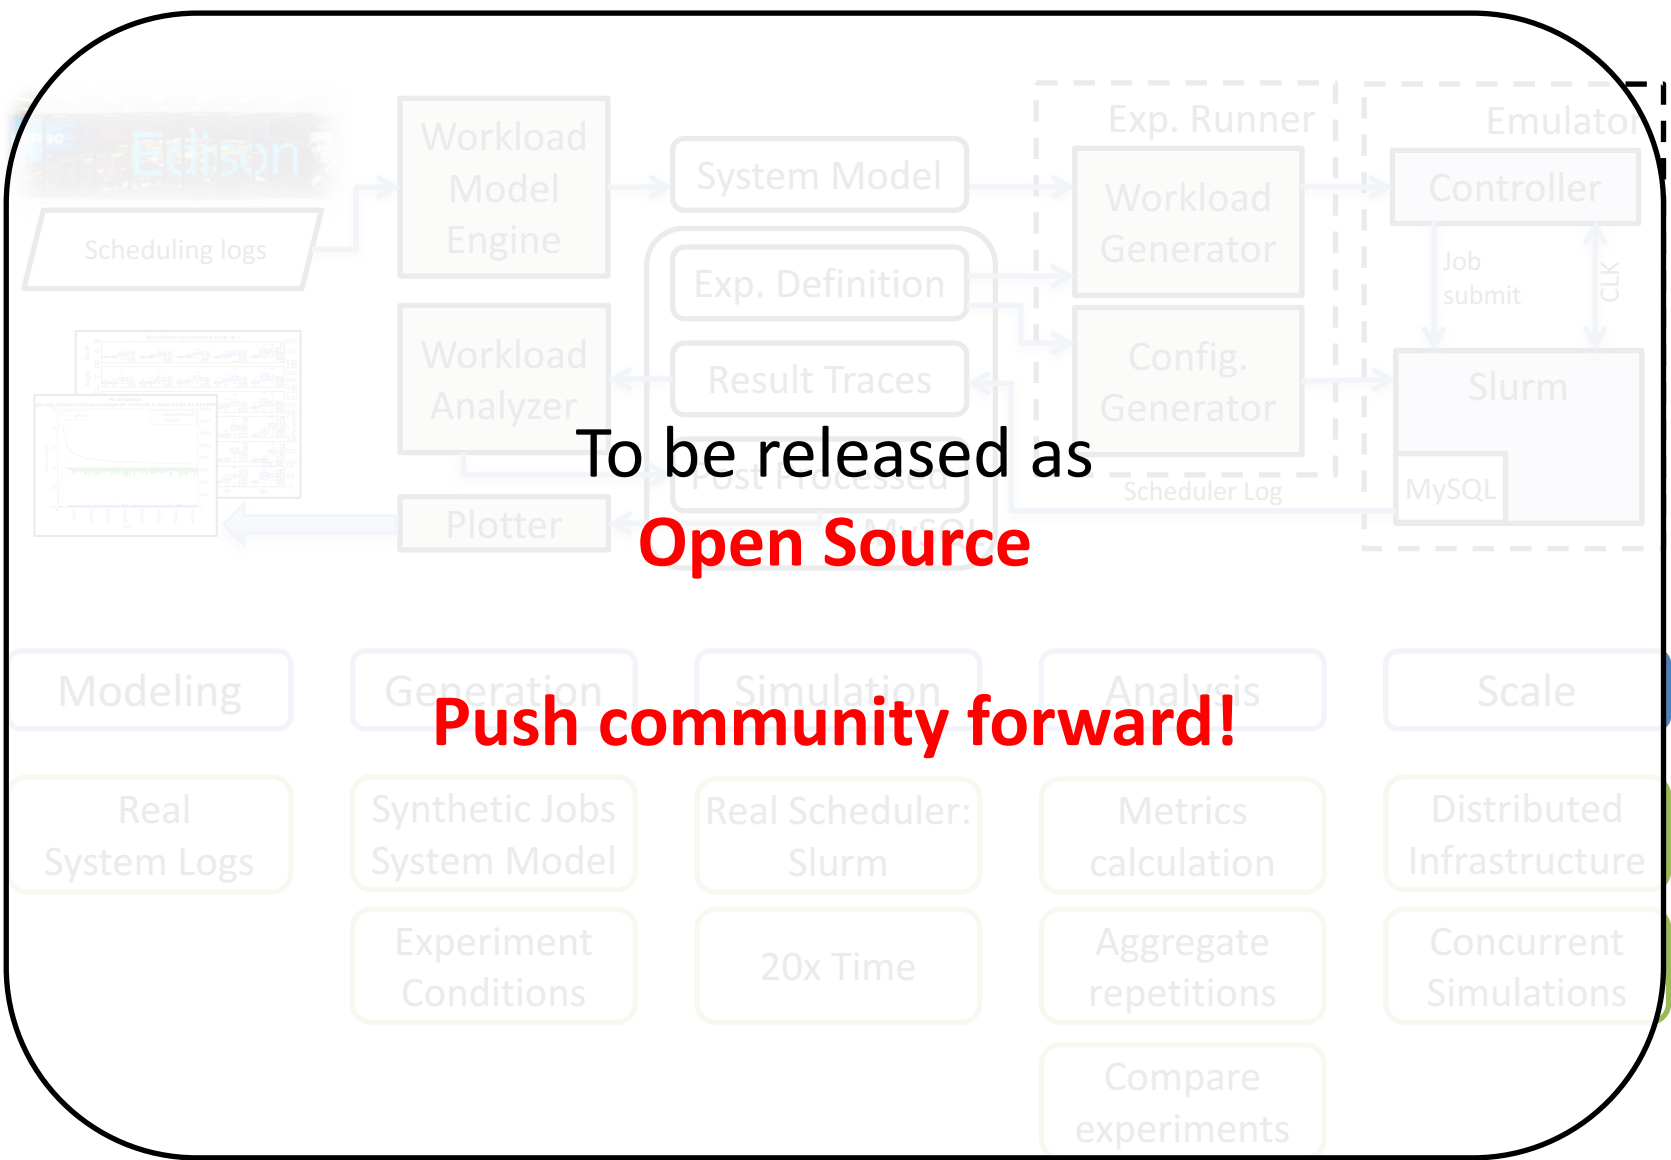 Edison
Scheduling logs
Workload
Model
Engine
System Model
Exp. Runner
Workload
Generator
Emulator
Controller
Job
submit
CLK
Exp. Definition
Workload
Analyzer
Result Traces
Config.
Generator
Slurm
MySQL
Post Processed
MySQL
Scheduler Log
Plotter
To be released as
Open Source
Push community forward!
Modeling
Generation
Simulation
Analysis
Scale
Real
System Logs
Synthetic Jobs
System Model
Real Scheduler:
Slurm
Metrics
calculation
Distributed
Infrastructure
Experiment
Conditions
20x Time
Aggregate
repetitions
Concurrent
Simulations
Compare
experiments